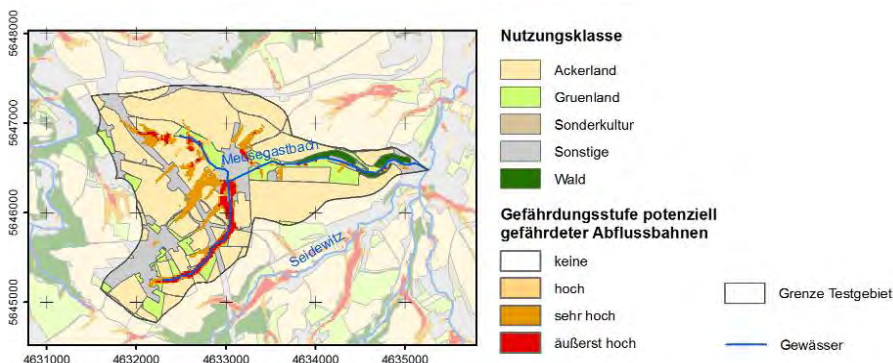 5648000
5647000
5646000
5645000
4631000
4632000
4633000
4634000
4635000
Meusegastbach
Seidewitz
Nutzungsklasse
Ackerland
Gruenland
Sonderkultur
Sonstige
Wald
Gefährdungsstufe potenziell
gefährdeter Abflussbahnen
keine
hoch
sehr hoch
äußerst hoch
Grenze Testgebiet
Gewässer